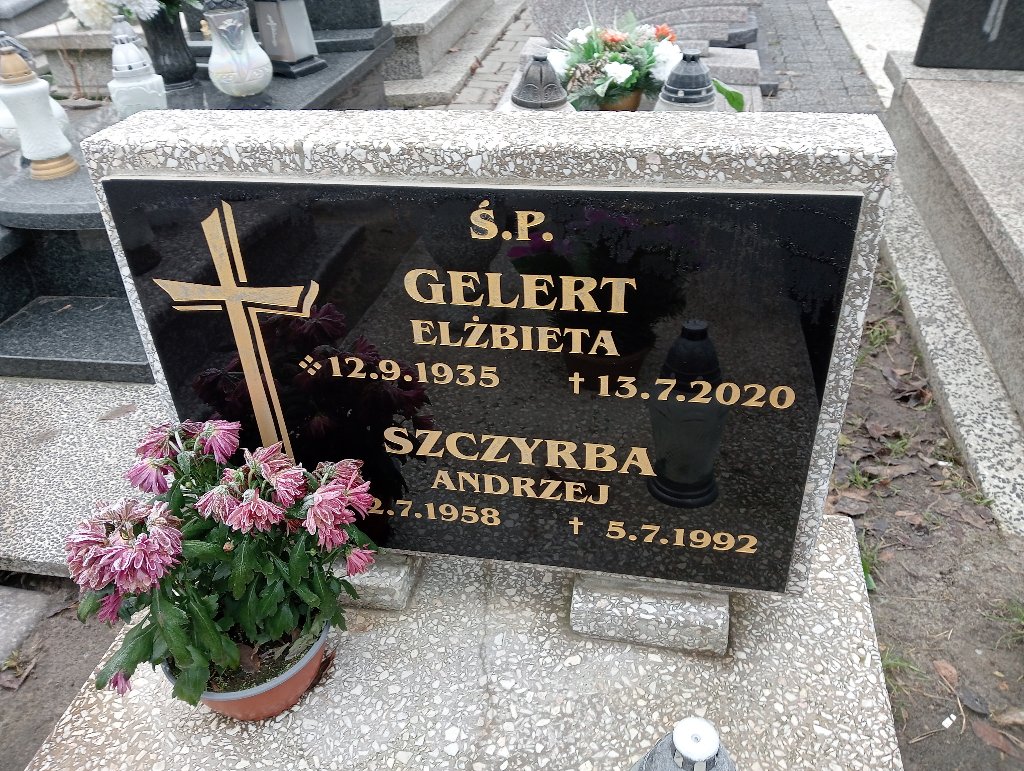 Ś.P.
GELERT
ELŻBIETA
❖12.9.1935 †13.7.2020
SZCZYRBA
ANDRZEJ
2.7.1958 † 5.7.1992